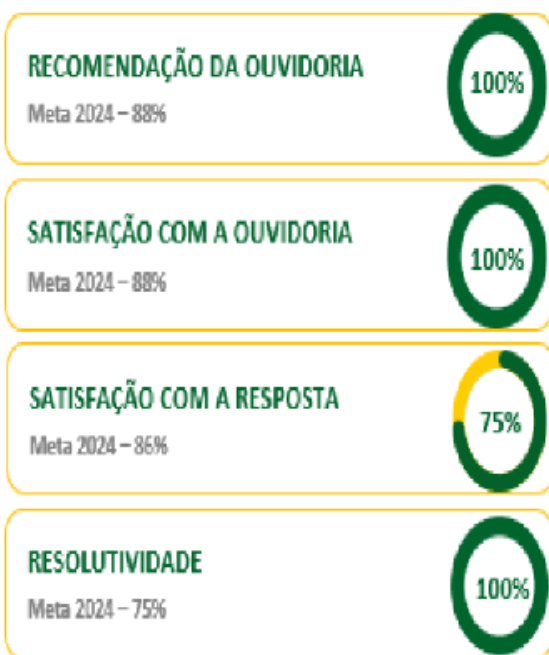 RECOMENDAÇÃO DA OUVIDORIA
Meta 2024 – 88%
100%
SATISFAÇÃO COM A OUVIDORIA
Meta 2024 – 88%
100%
SATISFAÇÃO COM A RESPOSTA
Meta 2024 – 86%
75%
RESOLUTIVIDADE
Meta 2024 – 75%
100%